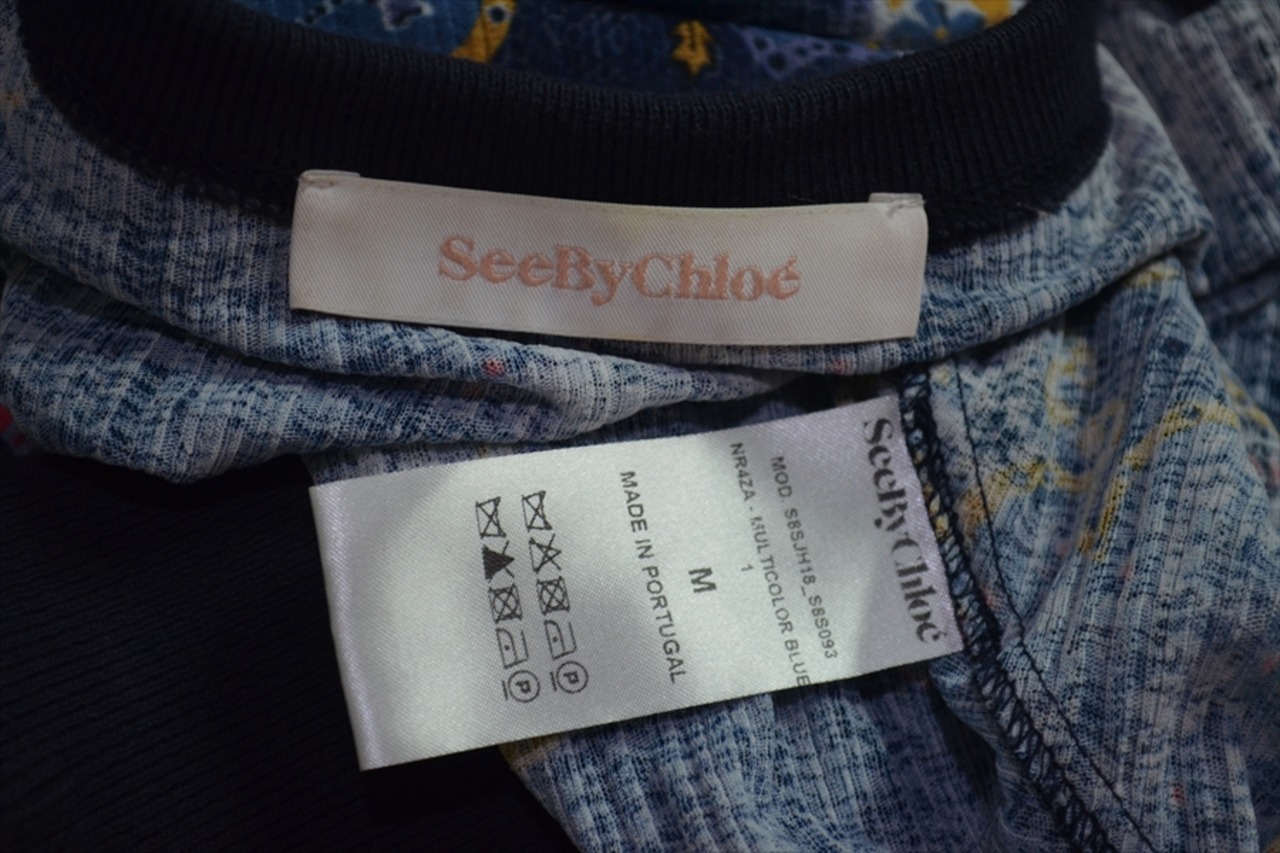 SeeByChloé
SeeByChloé
MOD. S8SJH18_S8S093
NR4ZA - MULTICOLOR BLUE
1
M
MADE IN PORTUGAL
P
P